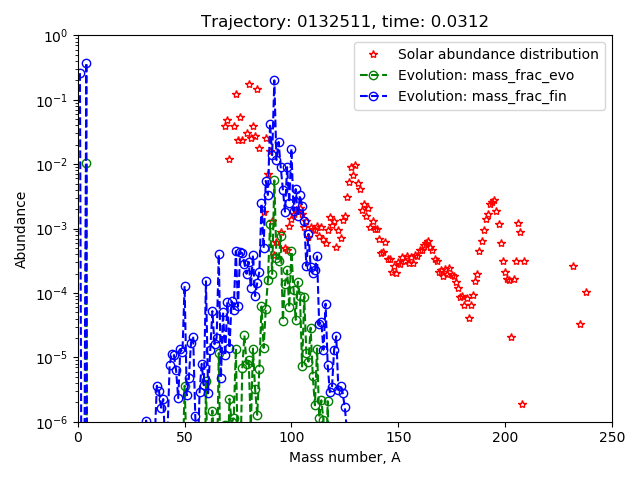 Trajectory: 0132511, time: 0.0312
Solar abundance distribution
Evolution: mass_frac_evo
Evolution: mass_frac_fin
Abundance
10^0
10^-1
10^-2
10^-3
10^-4
10^-5
10^-6
0 50 100 150 200 250
Mass number, A